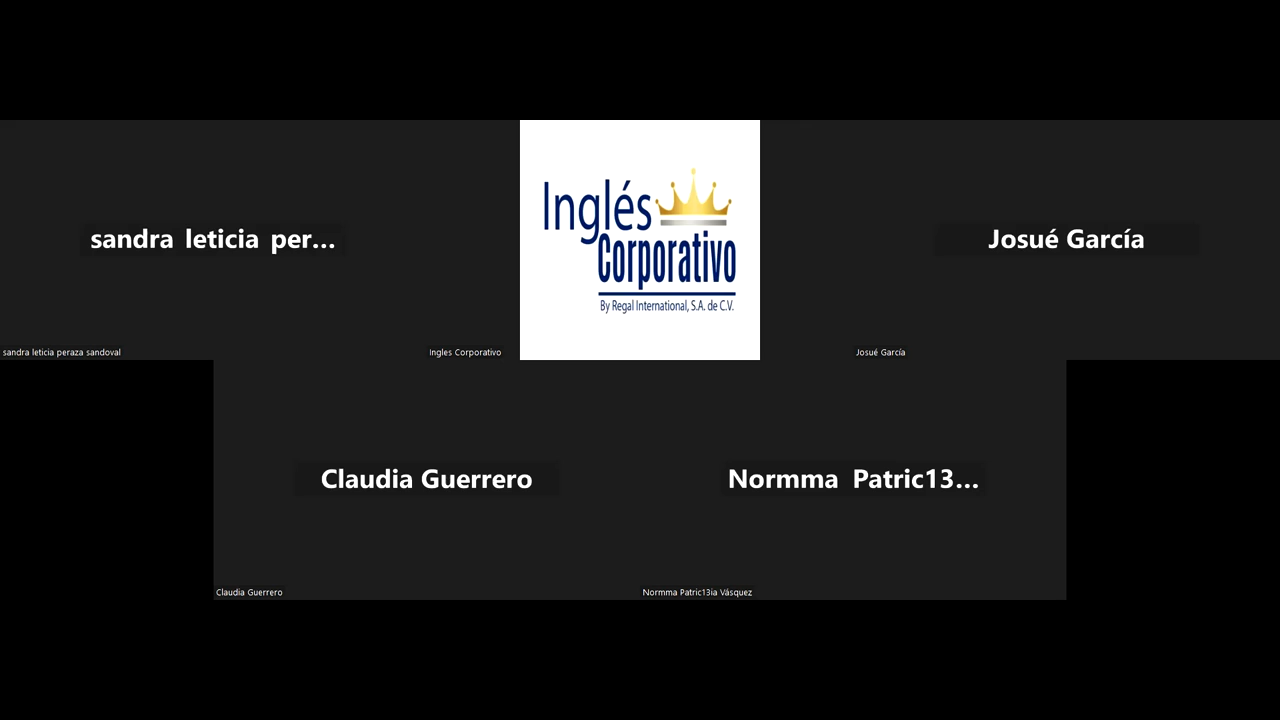 sandra leticia per...
Inglés
Corporativo
By Regal International, S.A. de C.V.
Josué García
sandra leticia peraza sandoval
Ingles Corporativo
Josué García
Claudia Guerrero
Normma Patric13...
Claudia Guerrero
Normma Patric13ia Vásquez